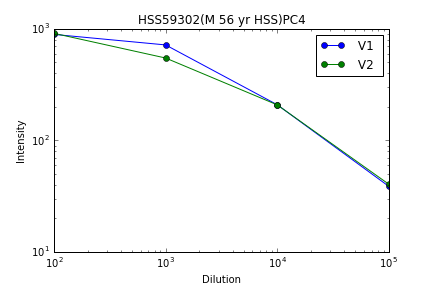 HSS59302(M 56 yr HSS)PC4
10³
10²
10¹
Intensity
V1
V2
10² 10³ 10⁴ 10⁵
Dilution